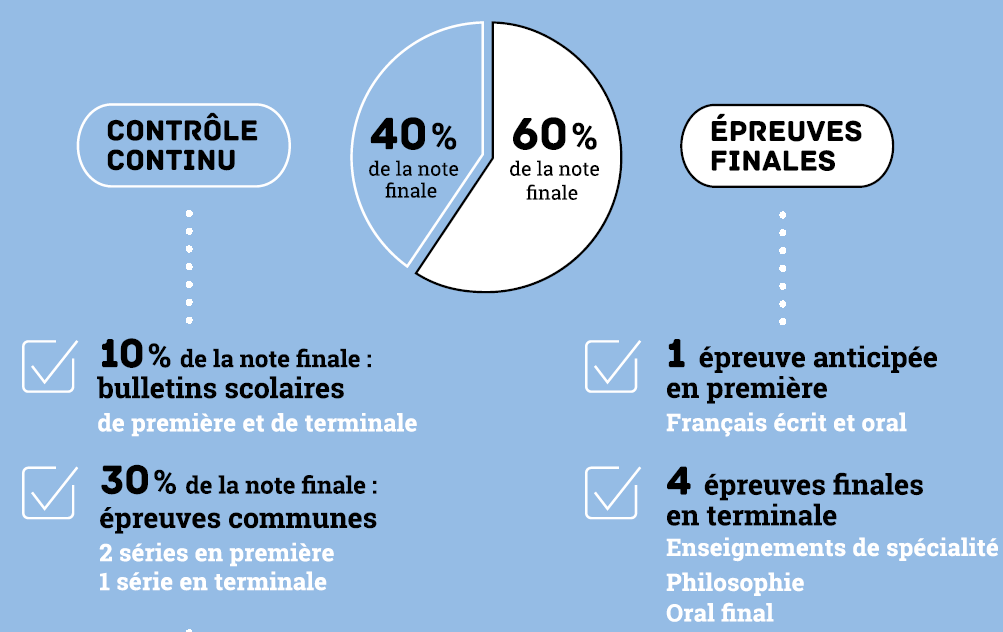 CONTRÔLE
CONTINU
40 %
de la note
finale
60 %
de la note
finale
ÉPREUVES
FINALES
10 % de la note finale :
bulletins scolaires
de première et de terminale
30 % de la note finale :
épreuves communes
2 séries en première
1 série en terminale
1 épreuve anticipée
en première
Français écrit et oral
4 épreuves finales
en terminale
Enseignements de spécialité
Philosophie
Oral final